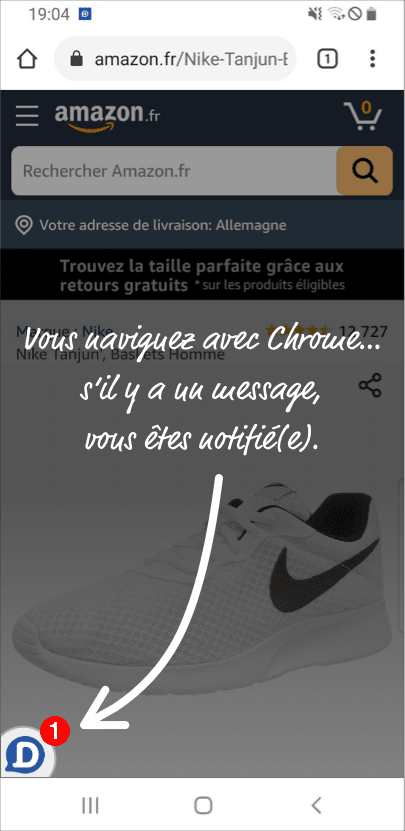 19:04
amazon.fr/Nike-Tanjun-E
1
amazon.fr
0
Rechercher Amazon.fr
Votre adresse de livraison: Allemagne
Trouvez la taille parfaite grâce aux
retours gratuits *sur les produits éligibles
Marque : Nike 12 727
Nike Tanjun', Baskets Homme
Vous naviguez avec Chrome...
s'il y a un message,
vous êtes notifié(e).
1
D